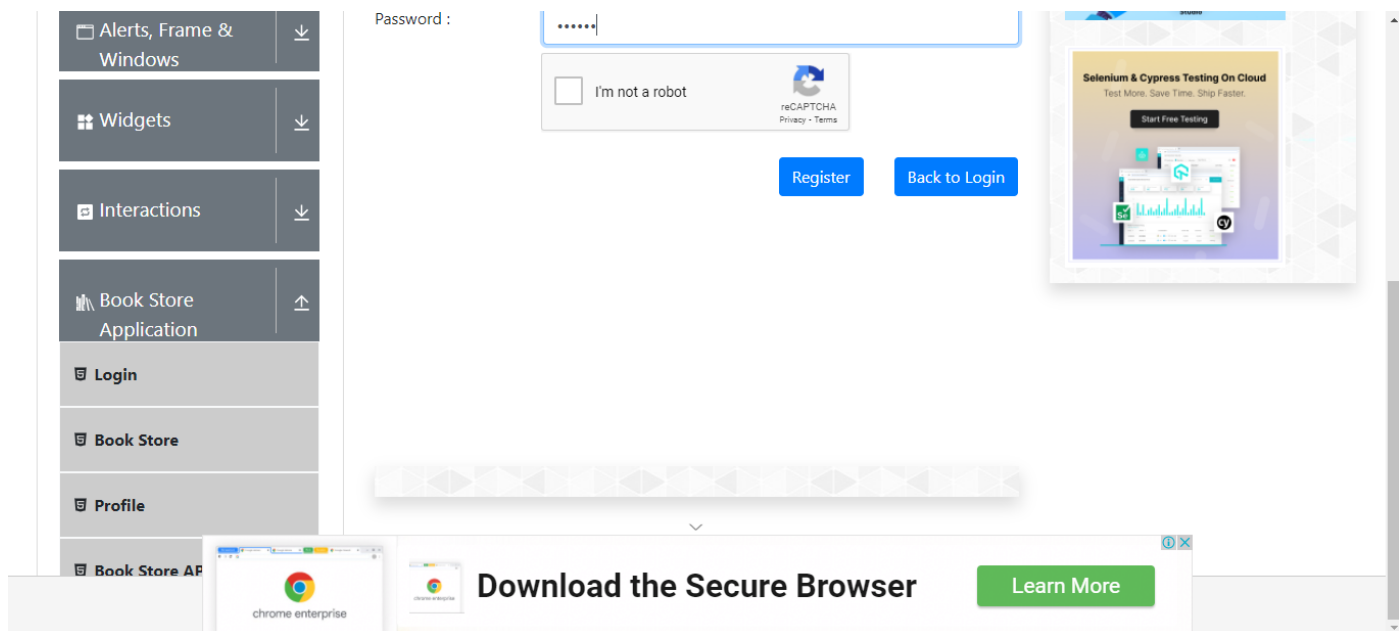 Alerts, Frame &
Windows
Widgets
Interactions
Book Store
Application
Login
Book Store
Profile
Book Store AP
Password :
••••••
I'm not a robot
reCAPTCHA
Privacy - Terms
Register
Back to Login
Selenium & Cypress Testing On Cloud
Test More. Save Time. Ship Faster.
Start Free Testing
Se
cy
chrome enterprise
Download the Secure Browser
Learn More